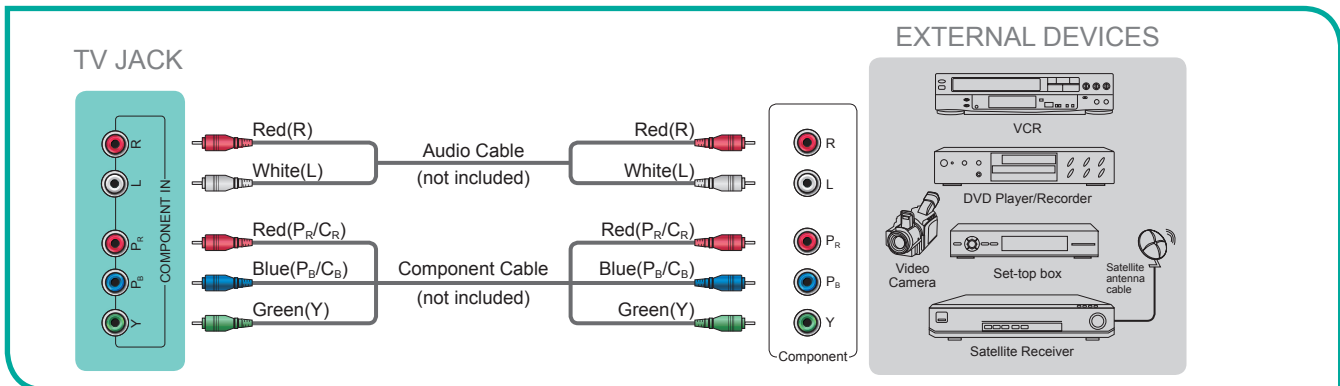 TV JACK
R
L
PR
PB
Y
COMPONENT IN
Red(R)
White(L)
Audio Cable
(not included)
Red(R)
White(L)
Red(PR/CR)
Blue(PB/CB)
Green(Y)
Component Cable
(not included)
Red(PR/CR)
Blue(PB/CB)
Green(Y)
R
L
PR
PB
Y
Component
EXTERNAL DEVICES
VCR
DVD Player/Recorder
Video
Camera
Set-top box
Satellite
antenna
cable
Satellite Receiver